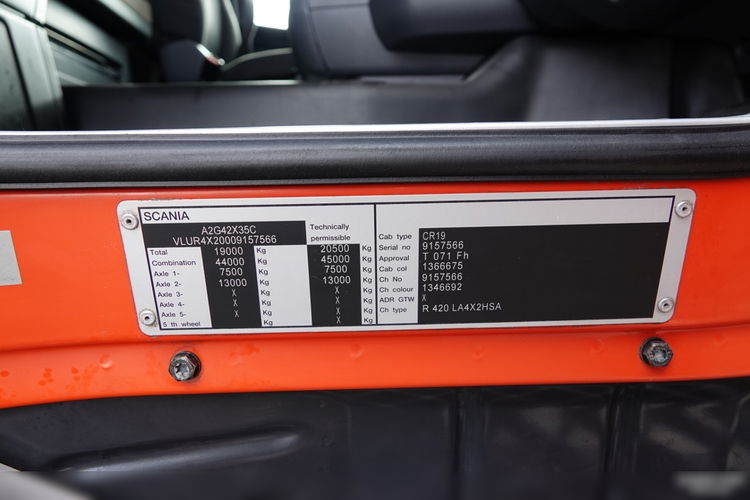 SCANIA
A2G42X35C
VLUR4X20009157566
Technically permissible
Total 19000 Kg 20500 Kg
Combination 44000 Kg 45000 Kg
Axle 1- 7500 Kg 7500 Kg
Axle 2- 13000 Kg 13000 Kg
Axle 3- X Kg X Kg
Axle 4- X Kg X Kg
Axle 5- X Kg X Kg
5 th wheel X Kg X Kg
Cab type CR19
Serial no 9157566
Approval T 071 Fh
Cab col 1366675
Ch No 9157566
Ch colour 1346692
ADR GTW X
Ch type R 420 LA4X2HSA